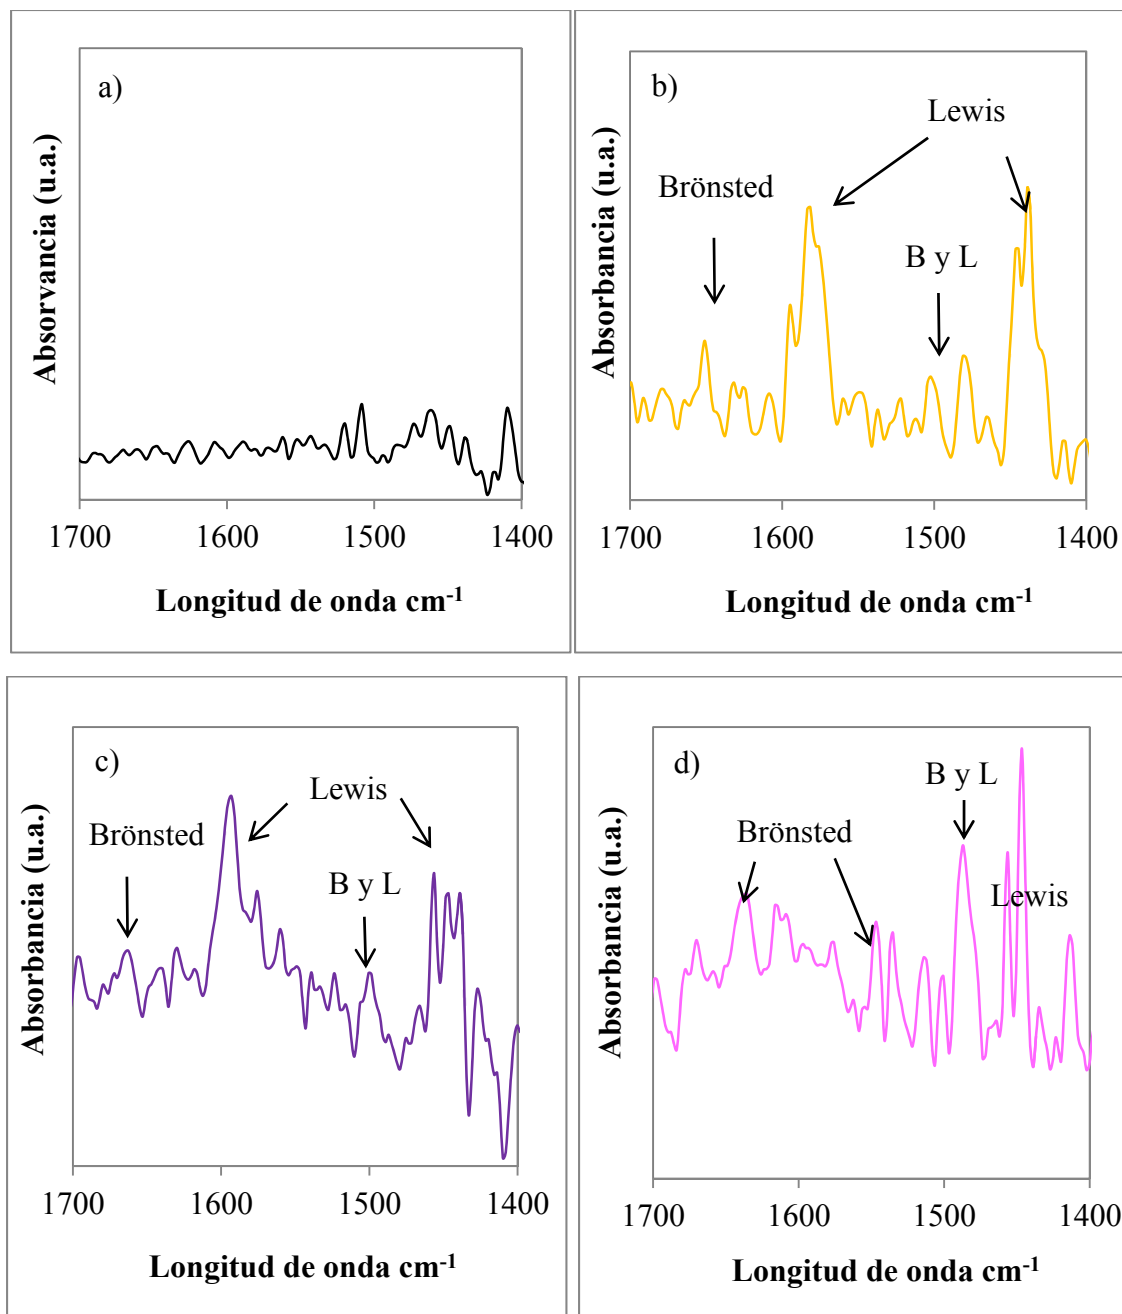 a)
Absorvancia (u.a.)
1700 1600 1500 1400
Longitud de onda cm-1
b)
Lewis
Brönsted
B y L
Absorbancia (u.a.)
1700 1600 1500 1400
Longitud de onda cm-1
c)
Lewis
Brönsted
B y L
Absorbancia (u.a.)
1700 1600 1500 1400
Longitud de onda cm-1
d)
B y L
Brönsted
Lewis
Absorbancia (u.a.)
1700 1600 1500 1400
Longitud de onda cm-1